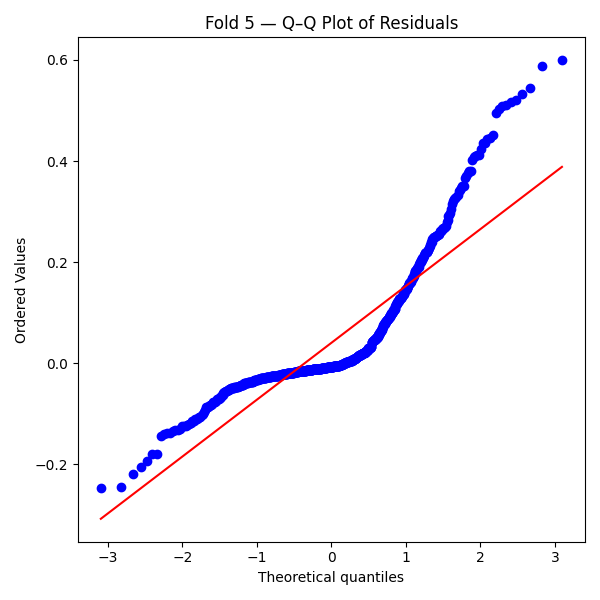 Fold 5 — Q–Q Plot of Residuals
Ordered Values
0.6
0.4
0.2
0.0
−0.2
−3 −2 −1 0 1 2 3
Theoretical quantiles